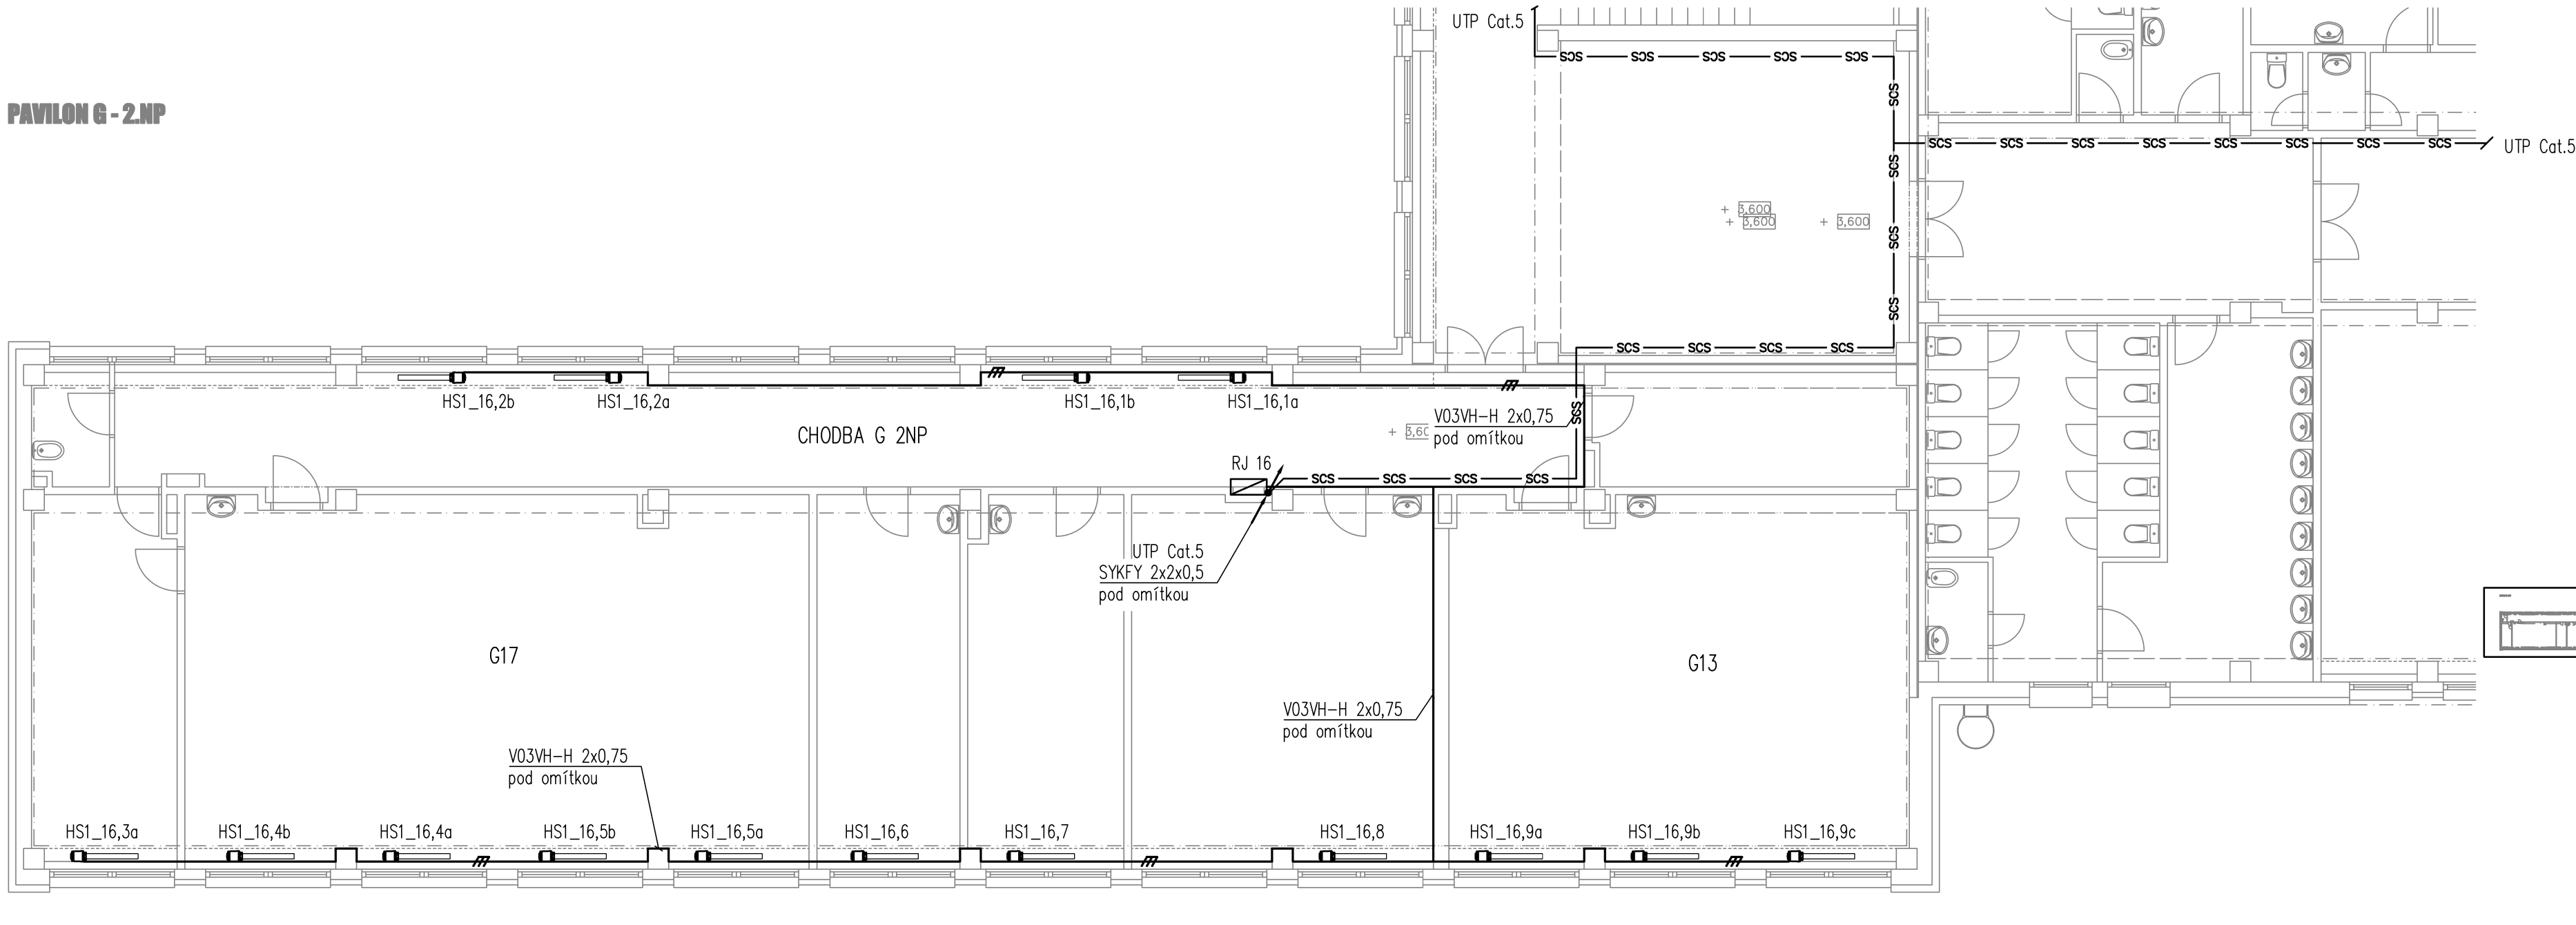 UTP Cat.5
SCS SCS SCS SCS SCS
SCS
PAVILON G - 2.NP
SCS SCS SCS SCS SCS SCS SCS SCS
UTP Cat.5
SCS
3,600
3,600
3,600
SCS
SCS
SCS SCS SCS SCS
HS1_16,2b
HS1_16,2a
HS1_16,1b
HS1_16,1a
SCS
V03VH-H 2x0,75
pod omítkou
CHODBA G 2NP
3,60
RJ 16
SCS SCS SCS SCS
UTP Cat.5
SYKFY 2x2x0,5
pod omítkou
G17
G13
V03VH-H 2x0,75
pod omítkou
V03VH-H 2x0,75
pod omítkou
HS1_16,3a
HS1_16,4b
HS1_16,4a
HS1_16,5b
HS1_16,5a
HS1_16,6
HS1_16,7
HS1_16,8
HS1_16,9a
HS1_16,9b
HS1_16,9c